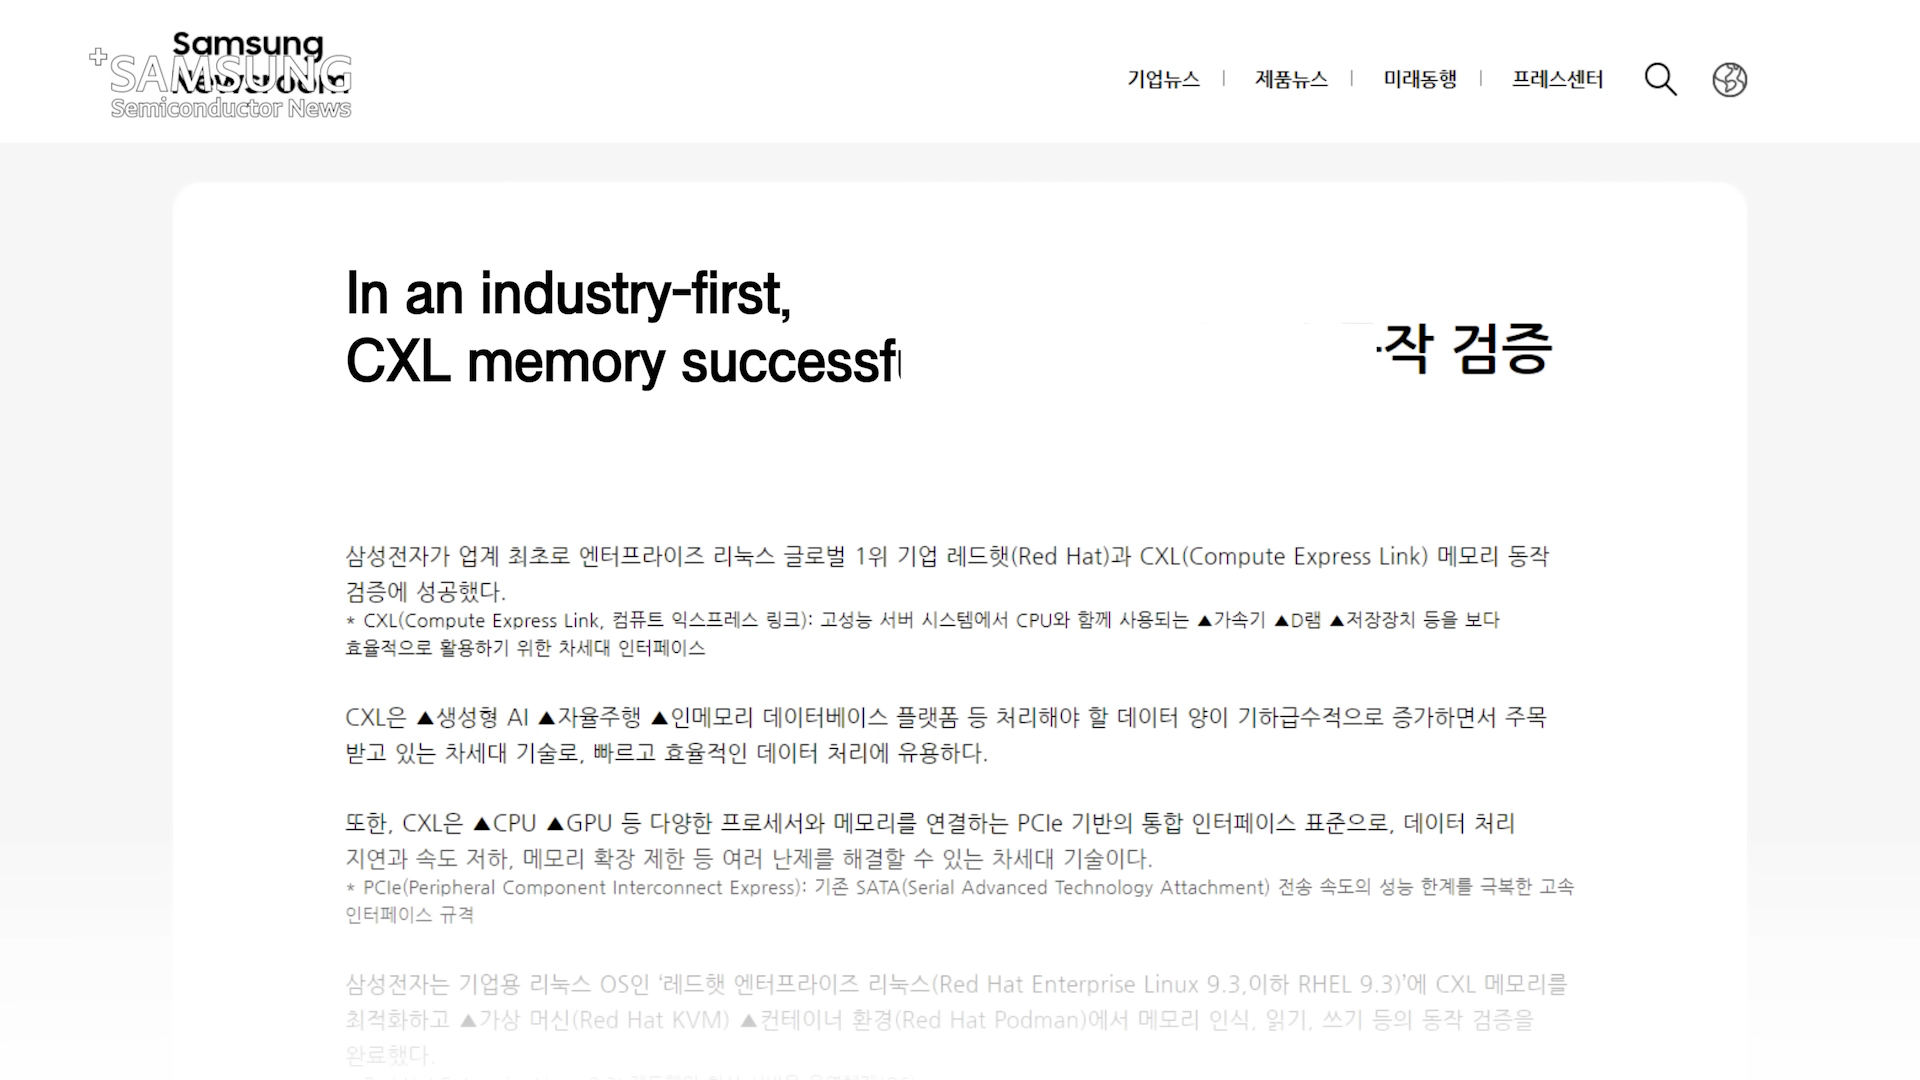 Samsung
Newsroom
SAMSUNG
Semiconductor News
기업뉴스 | 제품뉴스 | 미래동행 | 프레스센터
In an industry-first,
CXL memory
검증
삼성전자가 업계 최초로 엔터프라이즈 리눅스 글로벌 1위 기업 레드햇(Red Hat)과 CXL(Compute Express Link) 메모리 동작
검증에 성공했다.
* CXL(Compute Express Link, 컴퓨트 익스프레스 링크): 고성능 서버 시스템에서 CPU와 함께 사용되는 ▲가속기 ▲D램 ▲저장장치 등을 보다
효율적으로 활용하기 위한 차세대 인터페이스
CXL은 ▲생성형 AI ▲자율주행 ▲인메모리 데이터베이스 플랫폼 등 처리해야 할 데이터 양이 기하급수적으로 증가하면서 주목
받고 있는 차세대 기술로, 빠르고 효율적인 데이터 처리에 유용하다.
또한, CXL은 ▲CPU ▲GPU 등 다양한 프로세서와 메모리를 연결하는 PCIe 기반의 통합 인터페이스 표준으로, 데이터 처리
지연과 속도 저하, 메모리 확장 제한 등 여러 난제를 해결할 수 있는 차세대 기술이다.
* PCIe(Peripheral Component Interconnect Express): 기존 SATA(Serial Advanced Technology Attachment) 전송 속도의 성능 한계를 극복한 고속
인터페이스 규격
삼성전자는 기업용 리눅스 OS인 ‘레드햇 엔터프라이즈 리눅스(Red Hat Enterprise Linux 9.3,이하 RHEL 9.3)’에 CXL 메모리를
최적화하고 ▲가상 머신(Red Hat KVM) ▲컨테이너 환경(Red Hat Podman)에서 메모리 인식, 읽기, 쓰기 등의 동작 검증을
완료했다.